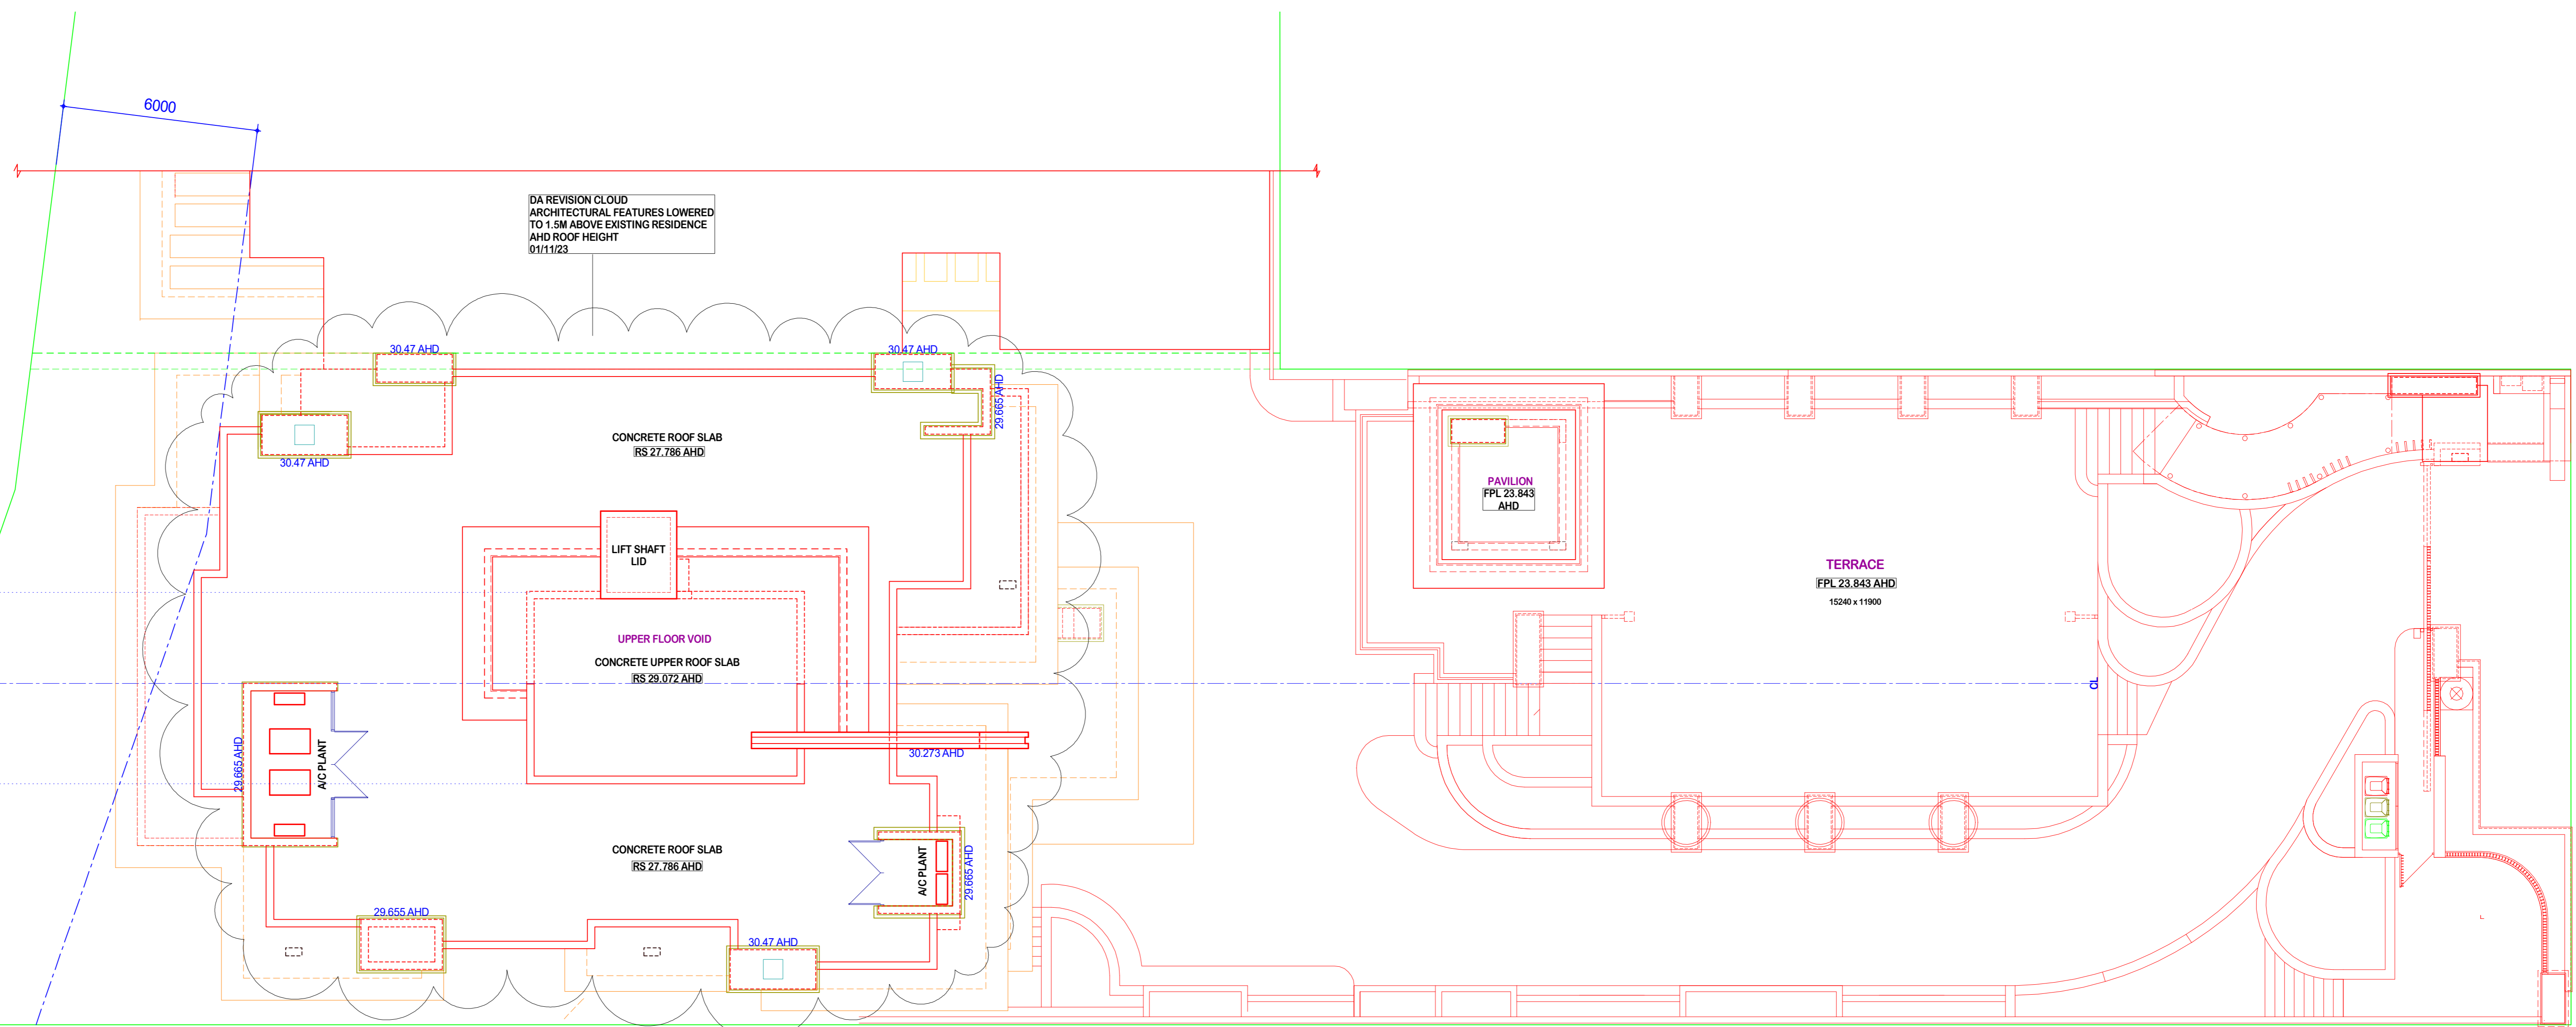 6000
DA REVISION CLOUD
ARCHITECTURAL FEATURES LOWERED
TO 1.5M ABOVE EXISTING RESIDENCE
AHD ROOF HEIGHT
01/11/23
30.47 AHD
30.47 AHD
29.665 AHD
30.47 AHD
CONCRETE ROOF SLAB
RS 27.786 AHD
PAVILION
FPL 23.843
AHD
LIFT SHAFT
LID
TERRACE
FPL 23.843 AHD
15240 x 11900
UPPER FLOOR VOID
CONCRETE UPPER ROOF SLAB
RS 29.072 AHD
CL
29.665 AHD
A/C PLANT
30.273 AHD
CONCRETE ROOF SLAB
RS 27.786 AHD
A/C PLANT
29.665 AHD
29.655 AHD
30.47 AHD